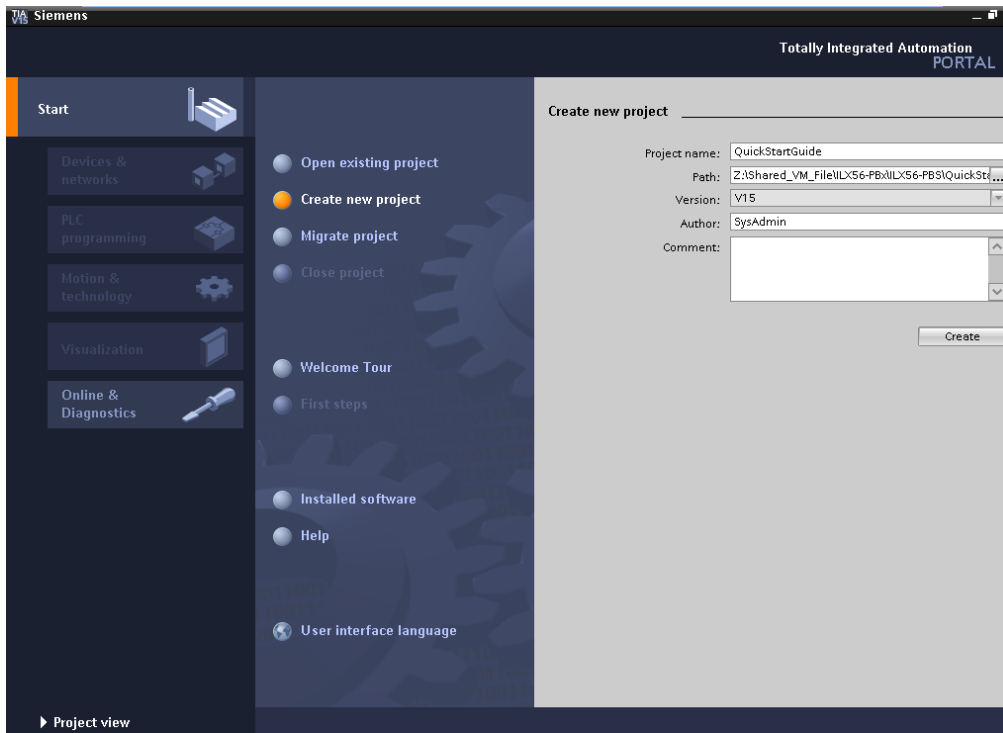 TIA
V15 Siemens
Totally Integrated Automation
PORTAL
Start
Devices &
networks
PLC
programming
Motion &
technology
Visualization
Online &
Diagnostics
Open existing project
Create new project
Migrate project
Close project
Welcome Tour
First steps
Installed software
Help
User interface language
Create new project
Project name: QuickStartGuide
Path: Z:\Shared_VM_File\ILX56-PBx\ILX56-PBS\QuickSta...
Version: V15
Author: SysAdmin
Comment:
Create
Project view